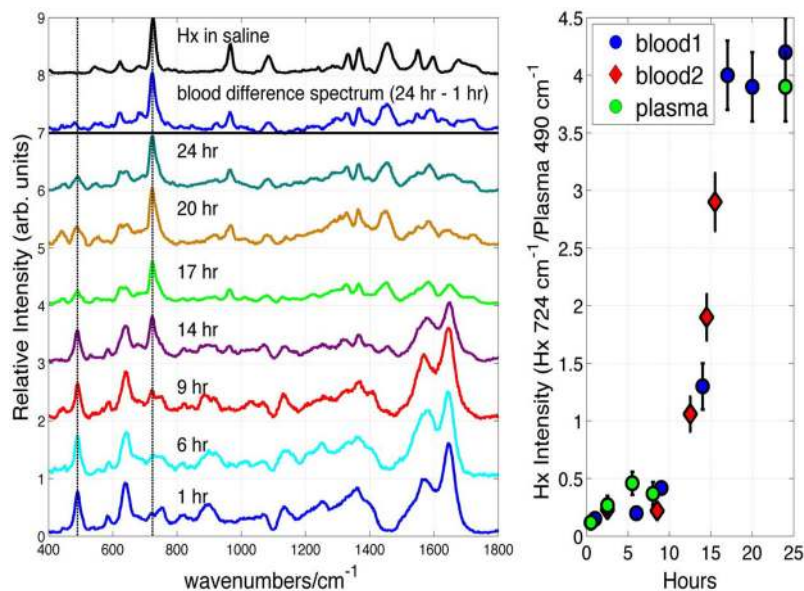 9
Hx in saline
8
blood difference spectrum (24 hr - 1 hr)
7
24 hr
6
20 hr
5
17 hr
4
14 hr
3
9 hr
2
6 hr
1
1 hr
0
400 600 800 1000 1200 1400 1600 1800
wavenumbers/cm-1
Relative Intensity (arb. units)
4.5
4
3.5
3
2.5
2
1.5
1
0.5
0
0 5 10 15 20 25
Hours
Hx Intensity (Hx 724 cm-1/Plasma 490 cm-1
blood1
blood2
plasma